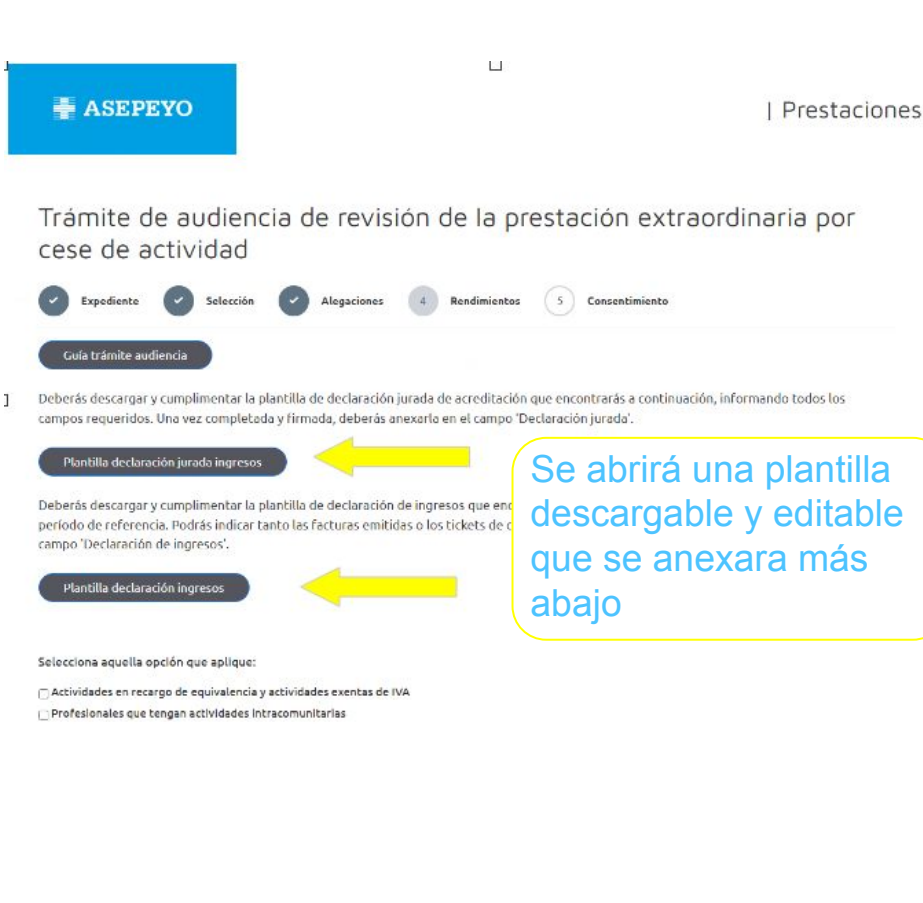 ASEPEYO
| Prestaciones
Trámite de audiencia de revisión de la prestación extraordinaria por
cese de actividad
Expediente Selección Alegaciones 4 Rendimientos 5 Consentimiento
Guía trámite audiencia
Deberás descargar y cumplimentar la plantilla de declaración jurada de acreditación que encontrarás a continuación, informando todos los
campos requeridos. Una vez completada y firmada, deberás anexarla en el campo 'Declaración jurada'.
Plantilla declaración jurada ingresos
Deberás descargar y cumplimentar la plantilla de declaración de ingresos que
período de referencia. Podrás indicar tanto las facturas emitidas o los tickets de
campo 'Declaración de ingresos'.
Plantilla declaración ingresos
Se abrirá una plantilla
descargable y editable
que se anexara más
abajo
Selecciona aquella opción que aplique:
Actividades en recargo de equivalencia y actividades exentas de IVA
Profesionales que tengan actividades intracomunitarias